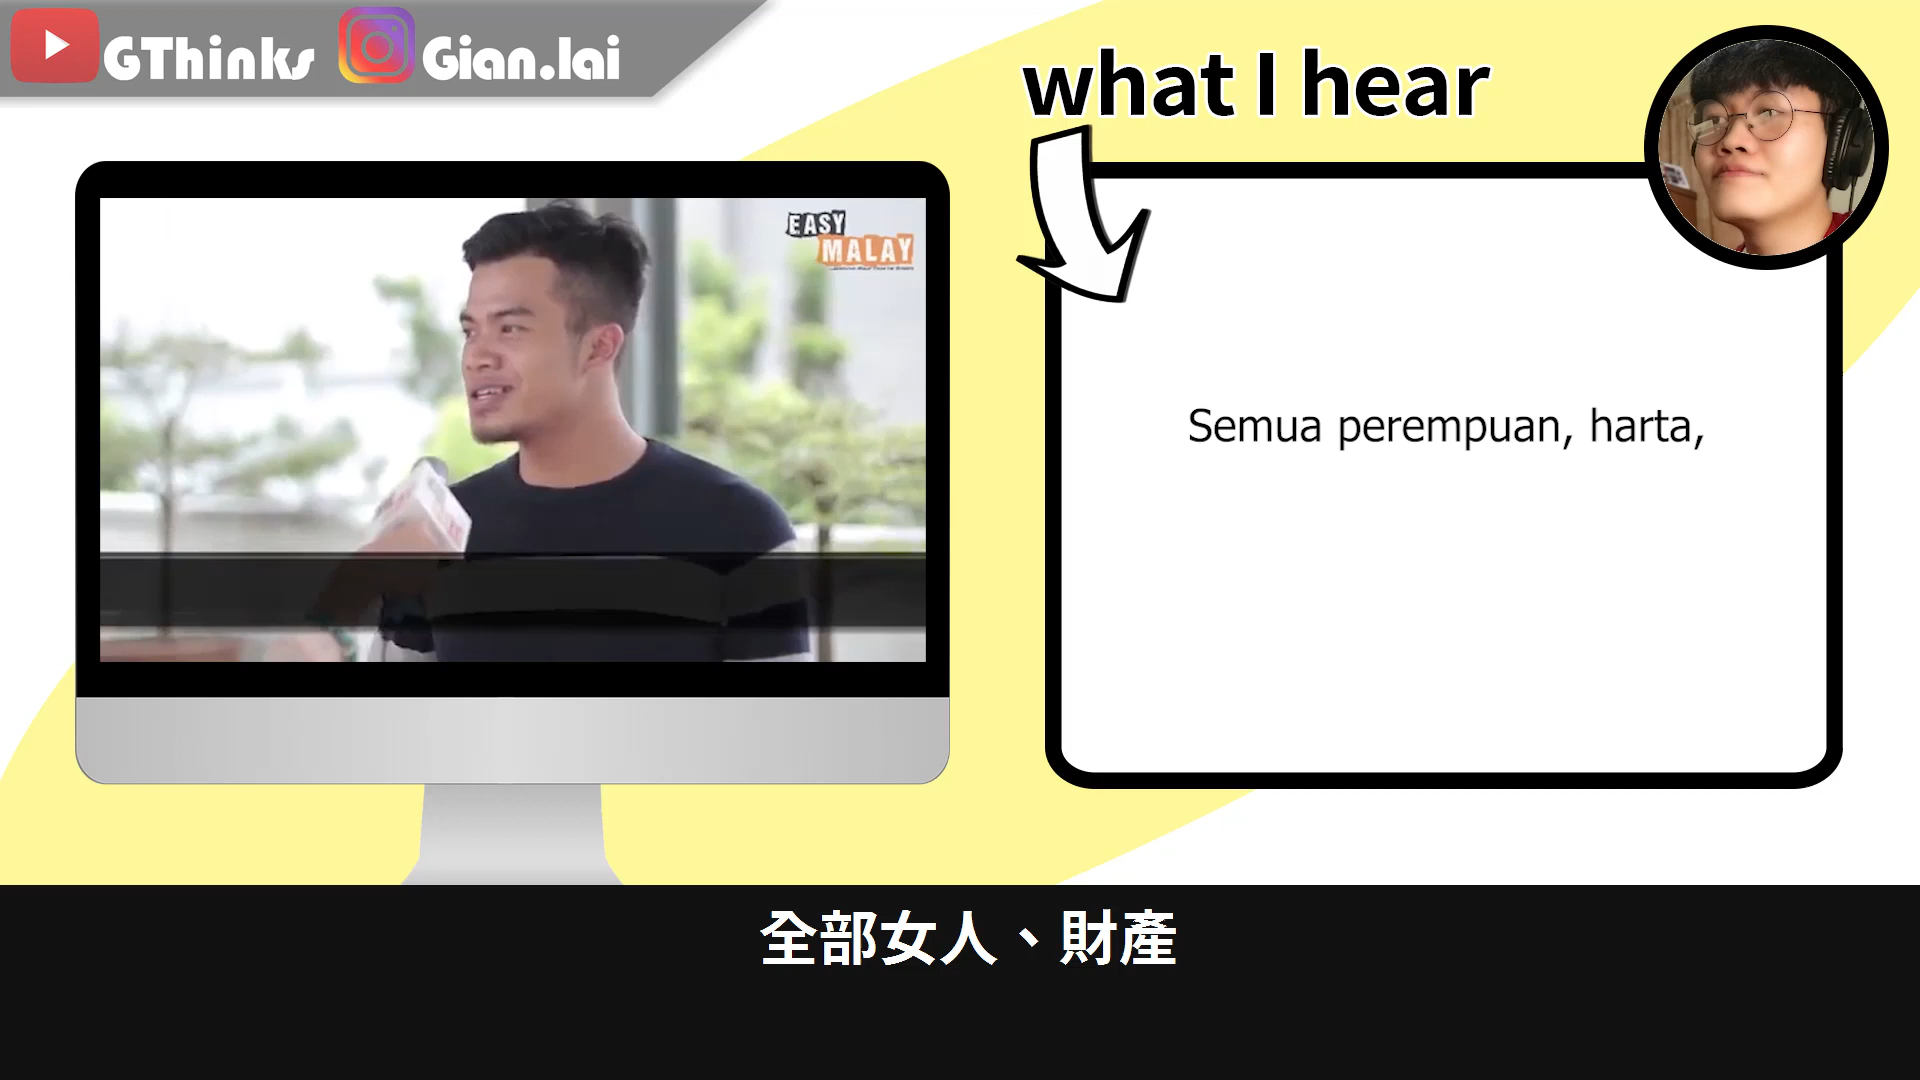 GThinks
Gian.lai
what I hear
EASY
MALAY
Semua perempuan, harta,
全部女人、財產